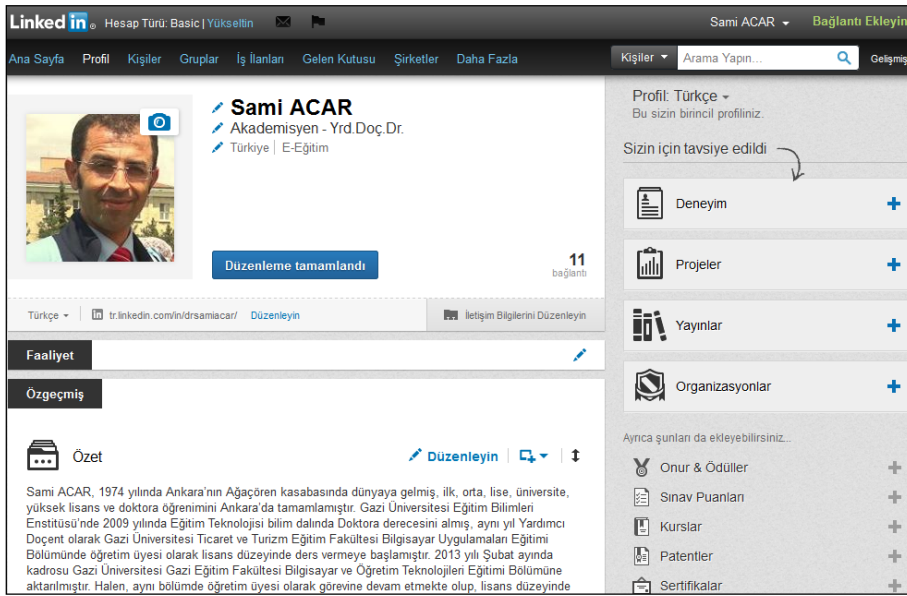 Linked in ® Hesap Türü: Basic | Yükseltin
Sami ACAR Bağlantı Ekleyin
Ana Sayfa Profil Kişiler Gruplar İş İlanları Gelen Kutusu Şirketler Daha Fazla
Kişiler Arama Yapın... Gelişmiş
Sami ACAR
Akademisyen - Yrd.Doç.Dr.
Türkiye | E-Eğitim
Düzenleme tamamlandı
11
bağlantı
Türkçe in tr.linkedin.com/in/drsamiacar/ Düzenleyin
İletişim Bilgilerini Düzenleyin
Faaliyet
Özgeçmiş
Özet
Düzenleyin
Sami ACAR, 1974 yılında Ankara'nın Ağaçören kasabasında dünyaya gelmiş, ilk, orta, lise, üniversite,
yüksek lisans ve doktora öğrenimini Ankara'da tamamlamıştır. Gazi Üniversitesi Eğitim Bilimleri
Enstitüsü'nde 2009 yılında Eğitim Teknolojisi bilim dalında Doktora derecesini almış, aynı yıl Yardımcı
Doçent olarak Gazi Üniversitesi Ticaret ve Turizm Eğitim Fakültesi Bilgisayar Uygulamaları Eğitimi
Bölümünde öğretim üyesi olarak lisans düzeyinde ders vermeye başlamıştır. 2013 yılı Şubat ayında
kadrosu Gazi Üniversitesi Gazi Eğitim Fakültesi Bilgisayar ve Öğretim Teknolojileri Eğitimi Bölümüne
aktarılmıştır. Halen, aynı bölümde öğretim üyesi olarak görevine devam etmekte olup, lisans düzeyinde
Profil: Türkçe
Bu sizin birincil profiliniz.
Sizin için tavsiye edildi
Deneyim
Projeler
Yayınlar
Organizasyonlar
Ayrıca şunları da ekleyebilirsiniz...
Onur & Ödüller
Sınav Puanları
Kurslar
Patentler
Sertifikalar